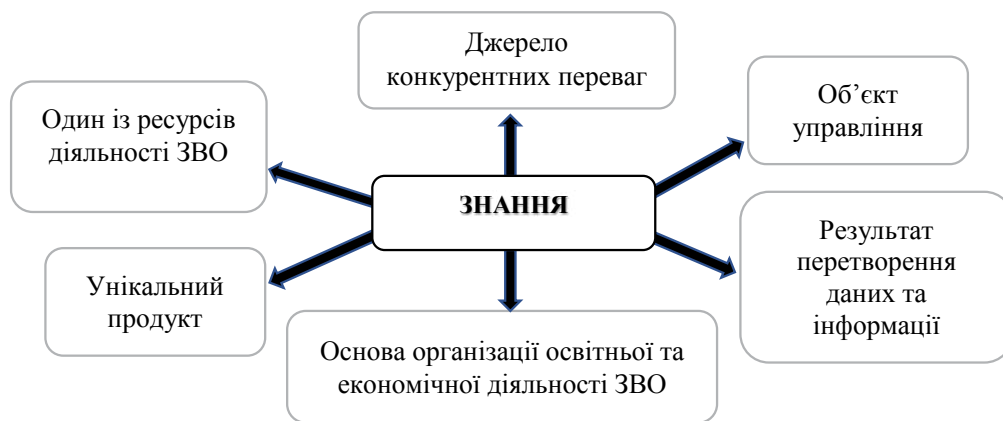 Джерело
конкурентних переваг
Один із ресурсів
діяльності ЗВО
Об’єкт
управління
ЗНАННЯ
Унікальний
продукт
Результат
перетворення
даних та
інформації
Основа організації освітньої та
економічної діяльності ЗВО